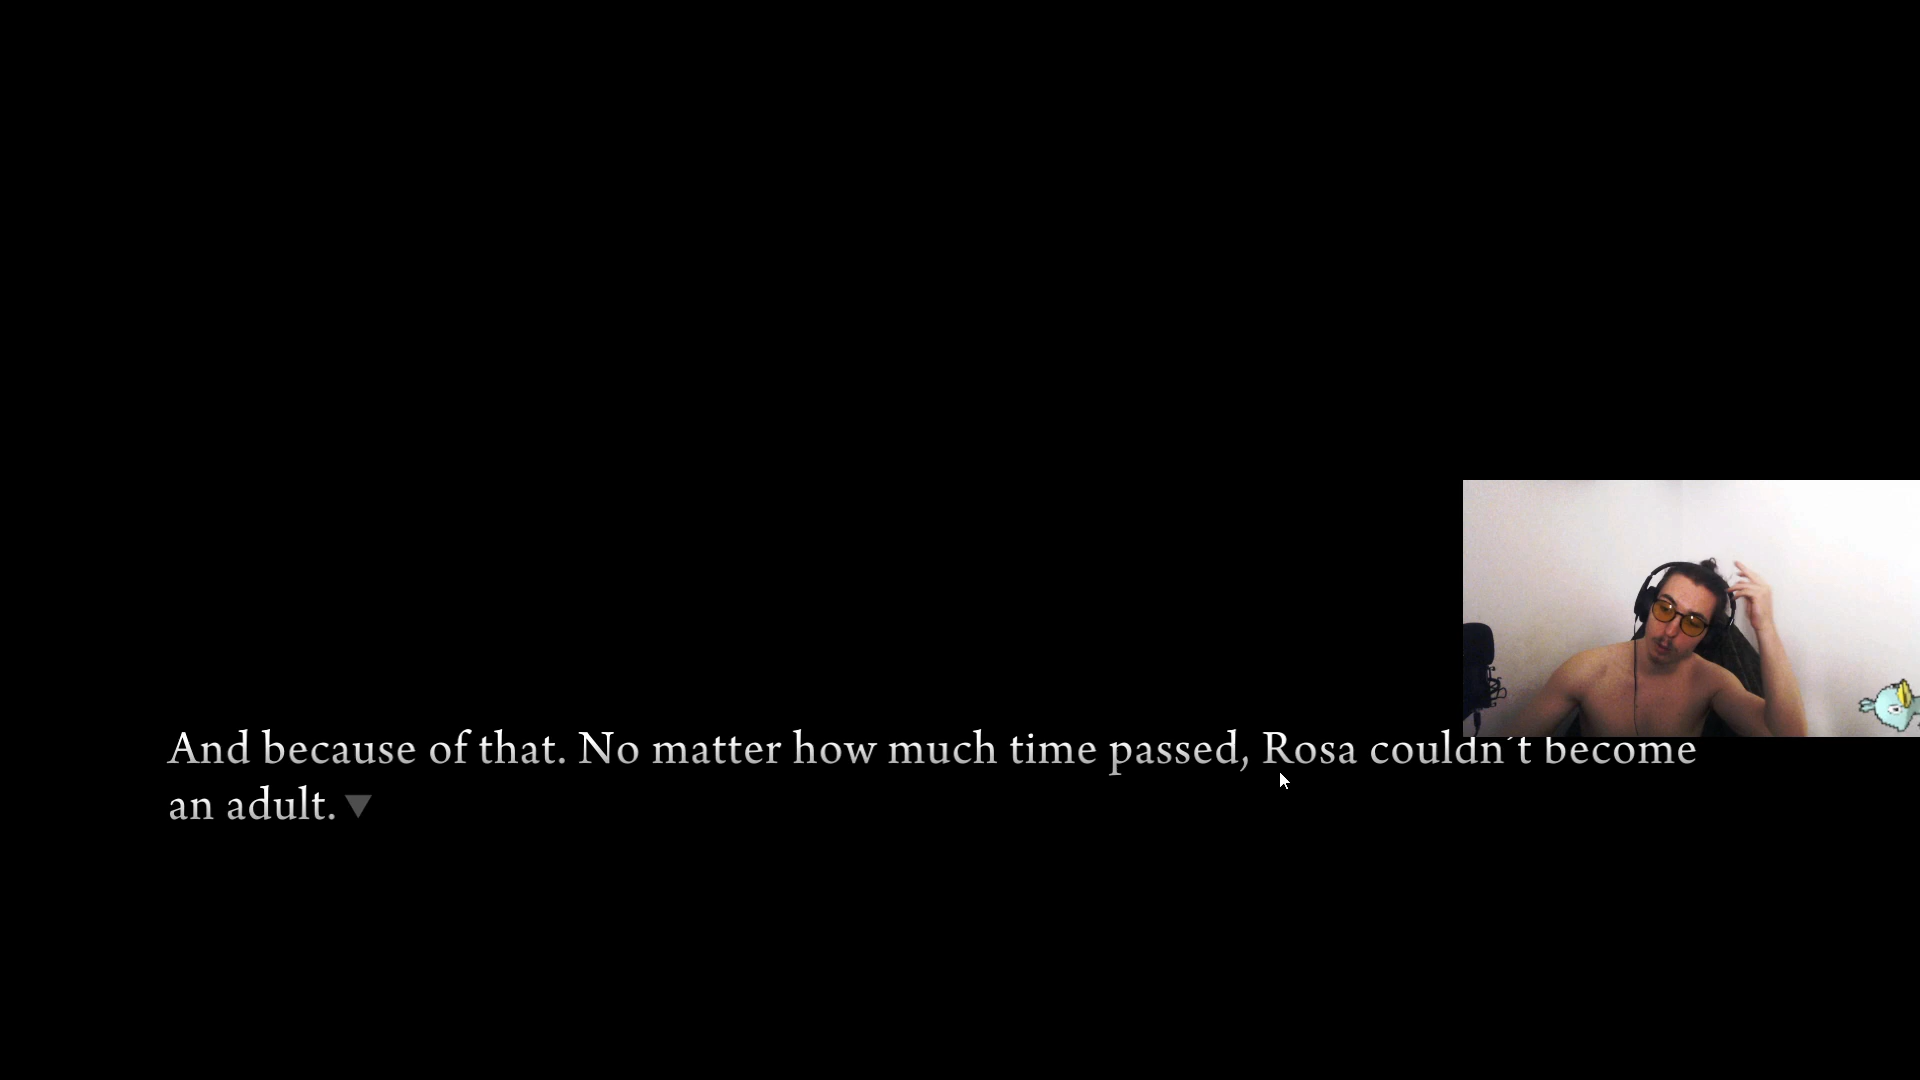 And because of that. No matter how much time passed, Rosa couldn't become
an adult.